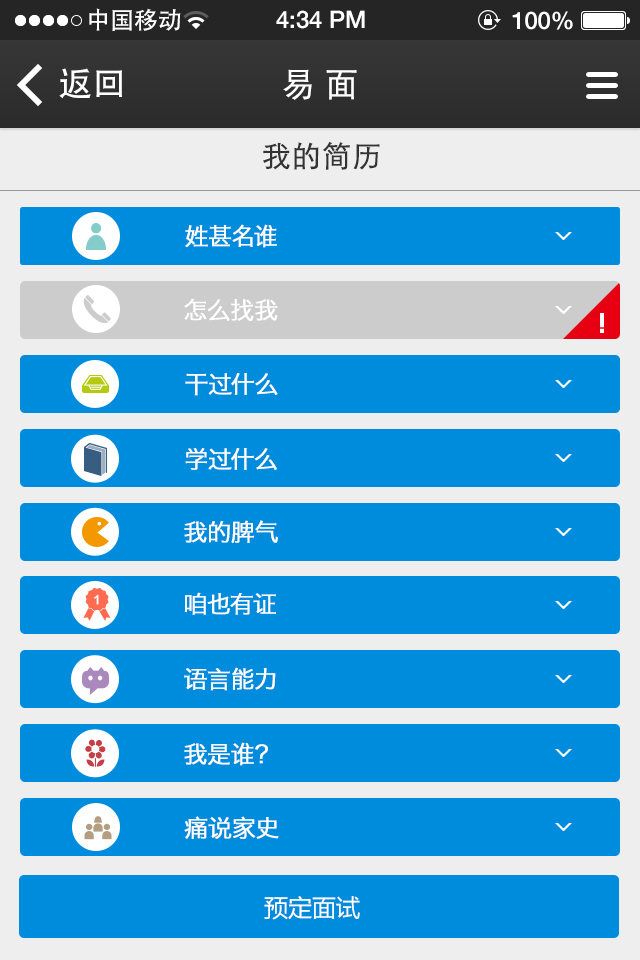 中国移动 4:34 PM 100%
返回 易 面
我的简历
姓甚名谁
怎么找我
!
干过什么
学过什么
我的脾气
1
咱也有证
语言能力
我是谁?
痛说家史
预定面试